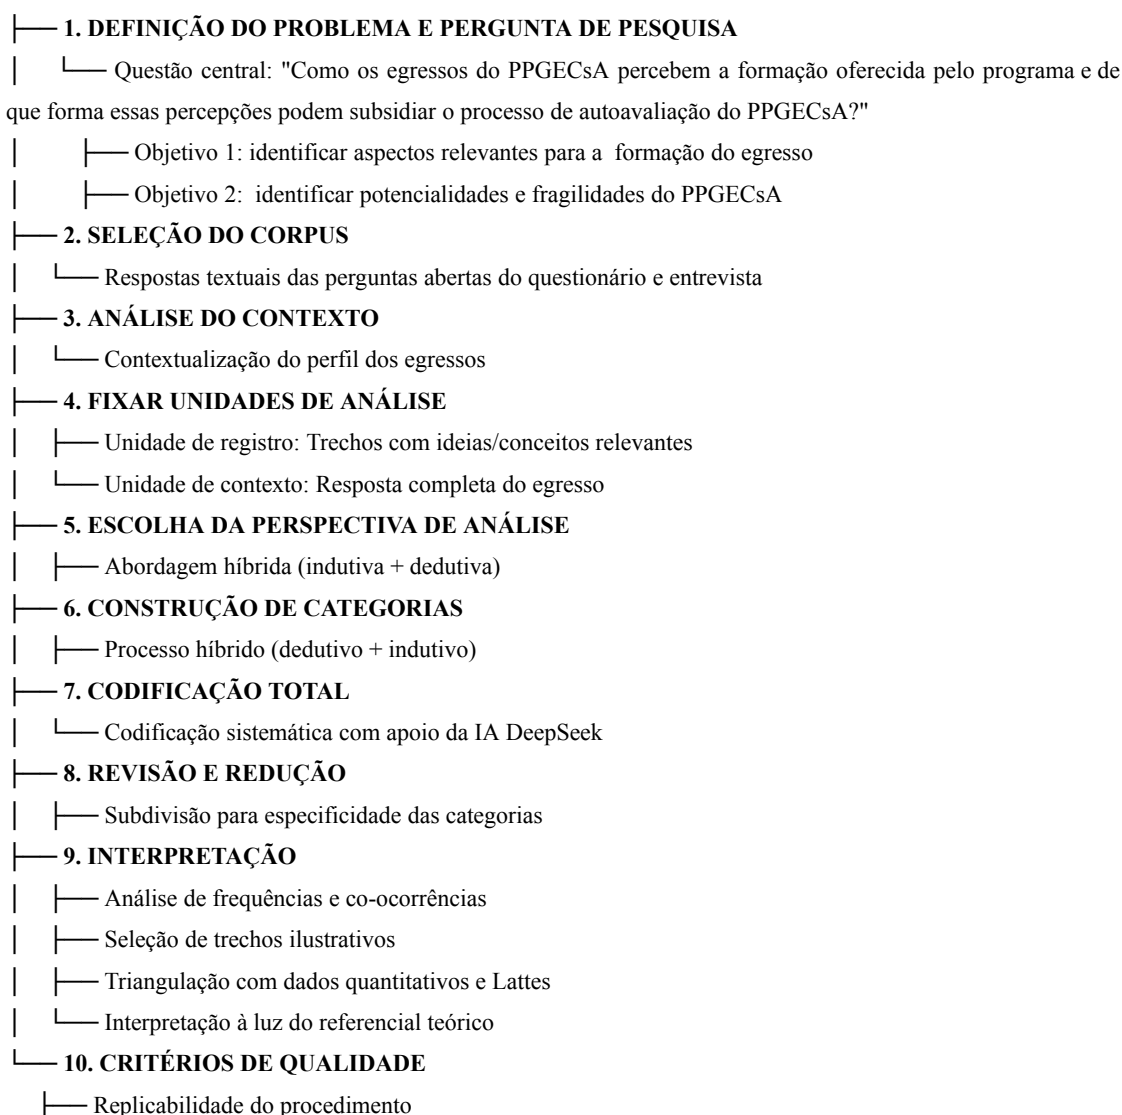 ├── 1. DEFINIÇÃO DO PROBLEMA E PERGUNTA DE PESQUISA
│ └── Questão central: "Como os egressos do PPGECsA percebem a formação oferecida pelo programa e de
que forma essas percepções podem subsidiar o processo de autoavaliação do PPGECsA?"
│ ├── Objetivo 1: identificar aspectos relevantes para a formação do egresso
│ ├── Objetivo 2: identificar potencialidades e fragilidades do PPGECsA
├── 2. SELEÇÃO DO CORPUS
│ └── Respostas textuais das perguntas abertas do questionário e entrevista
├── 3. ANÁLISE DO CONTEXTO
│ └── Contextualização do perfil dos egressos
├── 4. FIXAR UNIDADES DE ANÁLISE
│ ├── Unidade de registro: Trechos com ideias/conceitos relevantes
│ └── Unidade de contexto: Resposta completa do egresso
├── 5. ESCOLHA DA PERSPECTIVA DE ANÁLISE
│ ├── Abordagem híbrida (indutiva + dedutiva)
├── 6. CONSTRUÇÃO DE CATEGORIAS
│ ├── Processo híbrido (dedutivo + indutivo)
├── 7. CODIFICAÇÃO TOTAL
│ └── Codificação sistemática com apoio da IA DeepSeek
├── 8. REVISÃO E REDUÇÃO
│ ├── Subdivisão para especificidade das categorias
├── 9. INTERPRETAÇÃO
│ ├── Análise de frequências e co-ocorrências
│ ├── Seleção de trechos ilustrativos
│ ├── Triangulação com dados quantitativos e Lattes
│ └── Interpretação à luz do referencial teórico
└── 10. CRITÉRIOS DE QUALIDADE
├── Replicabilidade do procedimento